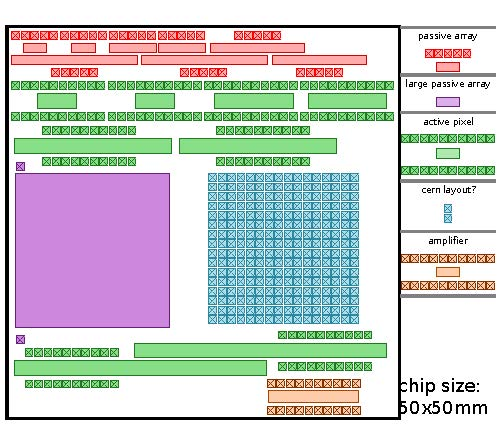 passive array
large passive array
active pixel
cern layout?
amplifier
chip size:
50x50mm